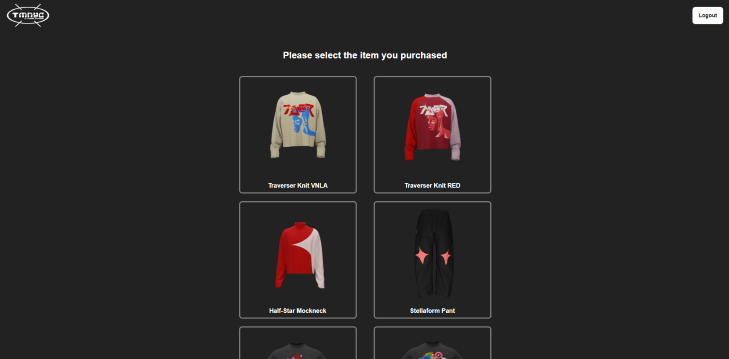 TMNYC
Logout
Please select the item you purchased
Traverser Knit VNLA
Traverser Knit RED
Half-Star Mockneck
Stellaform Pant